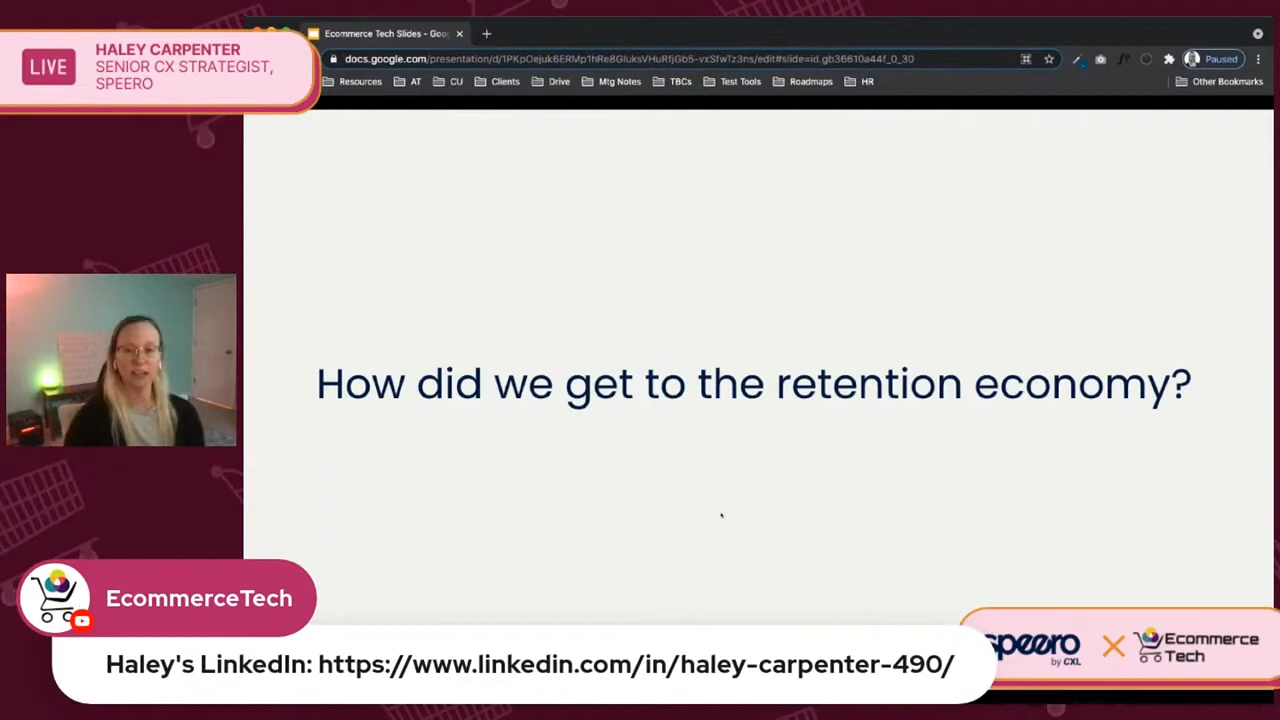 LIVE
HALEY CARPENTER
SENIOR CX STRATEGIST,
SPEERO
Ecommerce Tech Slides - Goo
Paused
Resources
AT
CU
Clients
Drive
Mtg Notes
TBCs
Test Tools
Roadmaps
HR
Other Bookmarks
How did we get to the retention economy?
EcommerceTech
Haley's LinkedIn: https://www.linkedin.com/in/haley-carpenter-490/
speero
by CXL
Ecommerce
Tech